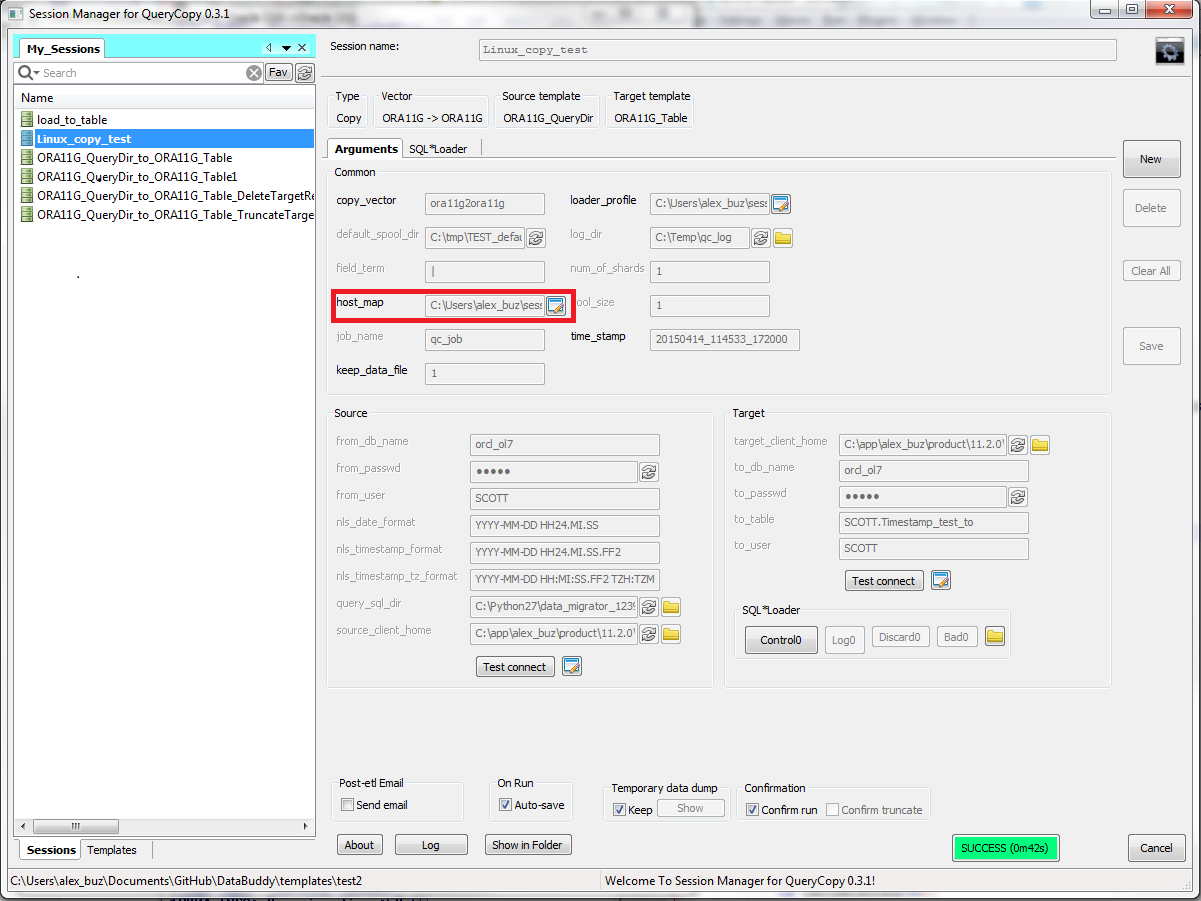 Session Manager for QueryCopy 0.3.1
My_Sessions
Search
Fav
Name
load_to_table
Linux_copy_test
ORA11G_QueryDir_to_ORA11G_Table
ORA11G_QueryDir_to_ORA11G_Table1
ORA11G_QueryDir_to_ORA11G_Table_DeleteTargetRe
ORA11G_QueryDir_to_ORA11G_Table_TruncateTarge
Sessions Templates
Session name: Linux_copy_test
Type Vector Source template Target template
Copy ORA11G -> ORA11G ORA11G_QueryDir ORA11G_Table
Arguments SQL*Loader
Common
copy_vector ora11g2ora11g loader_profile C:\Users\alex_buz\sess
default_spool_dir C:\tmp\TEST_defau log_dir C:\Temp\qc_log
field_term | num_of_shards 1
host_map C:\Users\alex_buz\sess ool_size 1
job_name qc_job time_stamp 20150414_114533_172000
keep_data_file 1
New
Delete
Clear All
Save
Source
from_db_name orcl_ol7
from_passwd •••••
from_user SCOTT
nls_date_format YYYY-MM-DD HH24.MI.SS
nls_timestamp_format YYYY-MM-DD HH24.MI.SS.FF2
nls_timestamp_tz_format YYYY-MM-DD HH:MI:SS.FF2 TZH:TZM
query_sql_dir C:\Python27\data_migrator_1239
source_client_home C:\app\alex_buz\product\11.2.0\
Test connect
Target
target_client_home C:\app\alex_buz\product\11.2.0\
to_db_name orcl_ol7
to_passwd •••••
to_table SCOTT.Timestamp_test_to
to_user SCOTT
Test connect
SQL*Loader
Control0 Log0 Discard0 Bad0
Post-etl Email On Run Temporary data dump Confirmation
Send email Auto-save Keep Show Confirm run Confirm truncate
About Log Show in Folder SUCCESS (0m42s) Cancel
C:\Users\alex_buz\Documents\GitHub\DataBuddy\templates\test2 Welcome To Session Manager for QueryCopy 0.3.1!